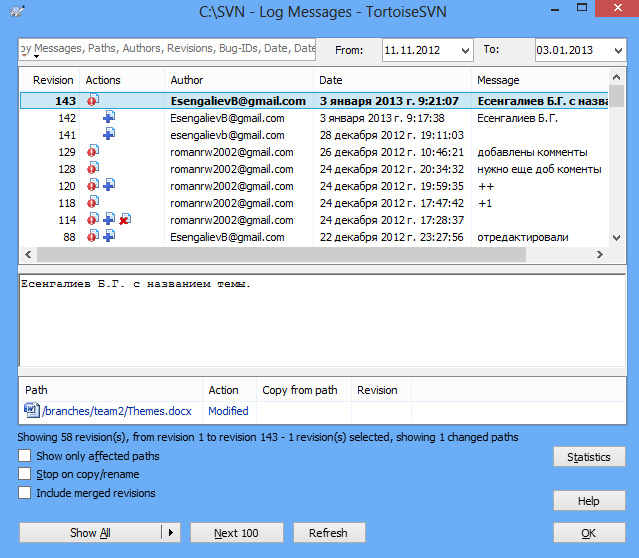 C:\SVN - Log Messages - TortoiseSVN
by Messages, Paths, Authors, Revisions, Bug-IDs, Date, Date From: 11.11.2012 To: 03.01.2013
Revision Actions Author Date Message
143 EsengalievB@gmail.com 3 января 2013 г. 9:21:07 Есенгалиев Б.Г. с назва
142 EsengalievB@gmail.com 3 января 2013 г. 9:17:38 Есенгалиев Б.Г.
141 esengalievb@gmail.com 28 декабря 2012 г. 19:11:03
129 romanrw2002@gmail.com 26 декабря 2012 г. 10:46:21 добавлены комменты
128 romanrw2002@gmail.com 24 декабря 2012 г. 20:34:32 нужно еще доб коменты
120 romanrw2002@gmail.com 24 декабря 2012 г. 19:59:35 ++
118 romanrw2002@gmail.com 24 декабря 2012 г. 17:47:42 +1
114 romanrw2002@gmail.com 24 декабря 2012 г. 17:28:37
88 EsengalievB@gmail.com 22 декабря 2012 г. 23:27:56 отредактировали
Есенгалиев Б.Г. с названием темы.
Path Action Copy from path Revision
/branches/team2/Themes.docx Modified
Showing 58 revision(s), from revision 1 to revision 143 - 1 revision(s) selected, showing 1 changed paths
Show only affected paths
Statistics
Stop on copy/rename
Include merged revisions
Help
Show All Next 100 Refresh OK